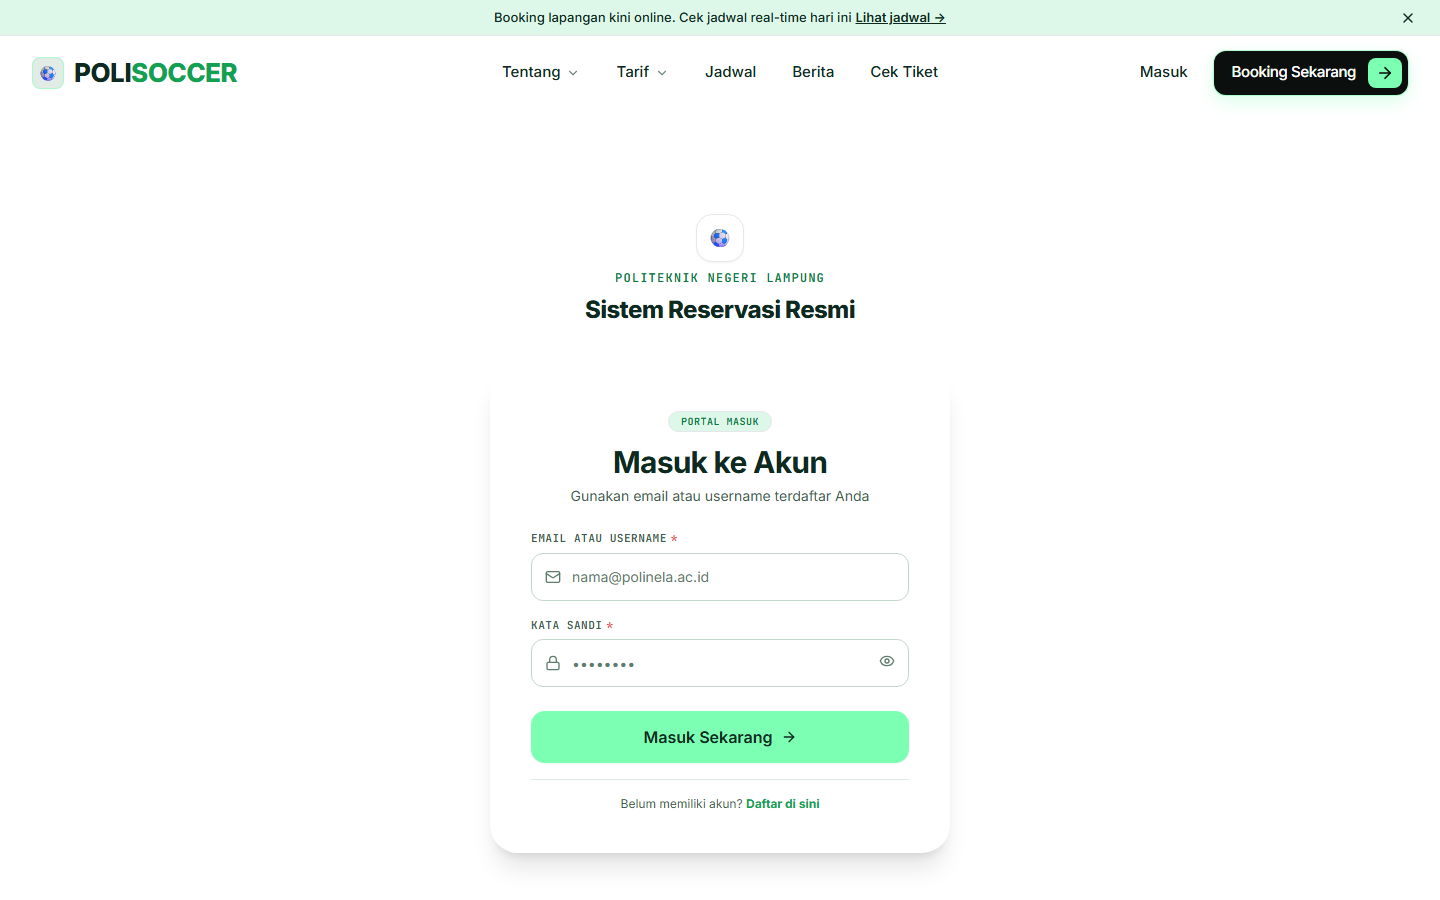 Booking lapangan kini online. Cek jadwal real-time hari ini Lihat jadwal →
POLISOCCER
Tentang
Tarif
Jadwal
Berita
Cek Tiket
Masuk
Booking Sekarang →
POLITEKNIK NEGERI LAMPUNG
Sistem Reservasi Resmi
PORTAL MASUK
Masuk ke Akun
Gunakan email atau username terdaftar Anda
EMAIL ATAU USERNAME *
nama@polinela.ac.id
KATA SANDI *
••••••••
Masuk Sekarang →
Belum memiliki akun? Daftar di sini